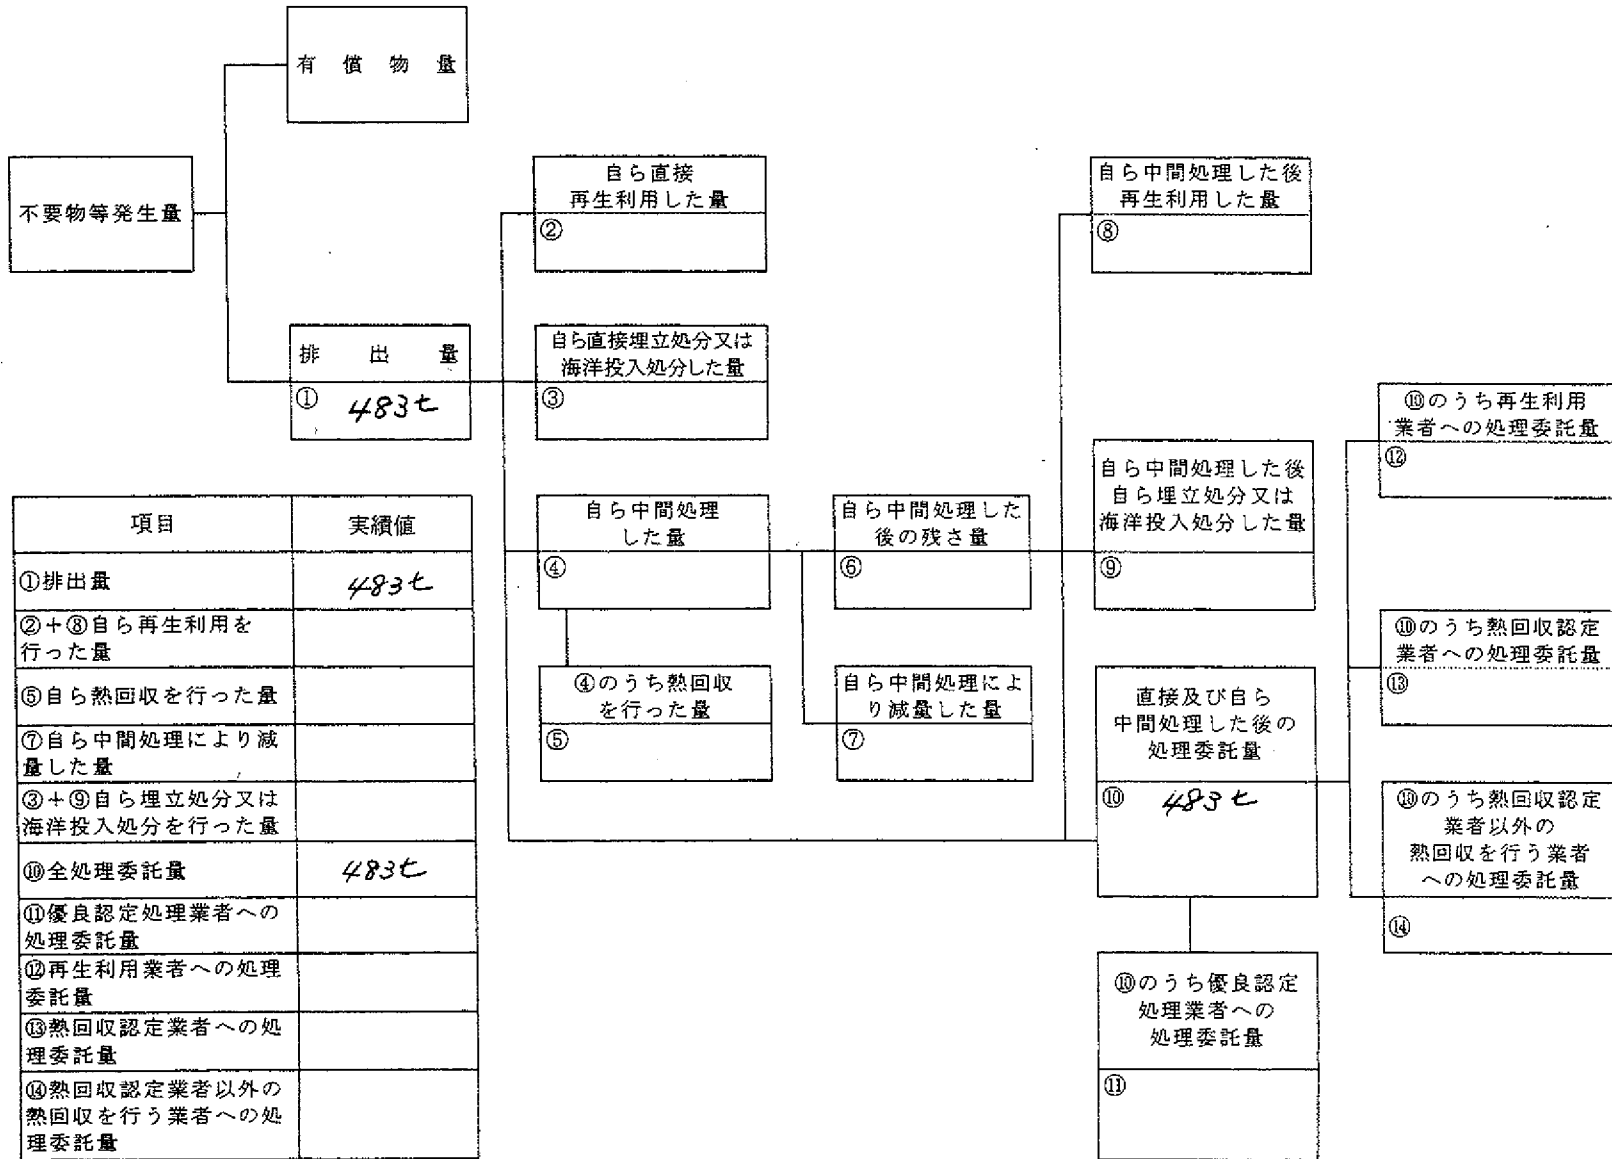 有償物量
不要物等発生量
自ら直接
再生利用した量
②
自ら中間処理した後
再生利用した量
⑧
排出量
① 483t
自ら直接埋立処分又は
海洋投入処分した量
③
⑩のうち再生利用
業者への処理委託量
⑫
自ら中間処理した後
自ら埋立処分又は
海洋投入処分した量
⑨
自ら中間処理
した量
④
自ら中間処理した
後の残さ量
⑥
⑩のうち熱回収認定
業者への処理委託量
⑬
④のうち熱回収
を行った量
⑤
自ら中間処理によ
り減量した量
⑦
直接及び自ら
中間処理した後の
処理委託量
⑩ 483t
⑩のうち熱回収認定
業者以外の
熱回収を行う業者
への処理委託量
⑭
⑩のうち優良認定
処理業者への
処理委託量
⑪
項目 実績値
①排出量 483t
②+⑧自ら再生利用を
行った量
⑤自ら熱回収を行った量
⑦自ら中間処理により減
量した量
③+⑨自ら埋立処分又は
海洋投入処分を行った量
⑩全処理委託量 483t
⑪優良認定処理業者への
処理委託量
⑫再生利用業者への処理
委託量
⑬熱回収認定業者への処
理委託量
⑭熱回収認定業者以外の
熱回収を行う業者への処
理委託量